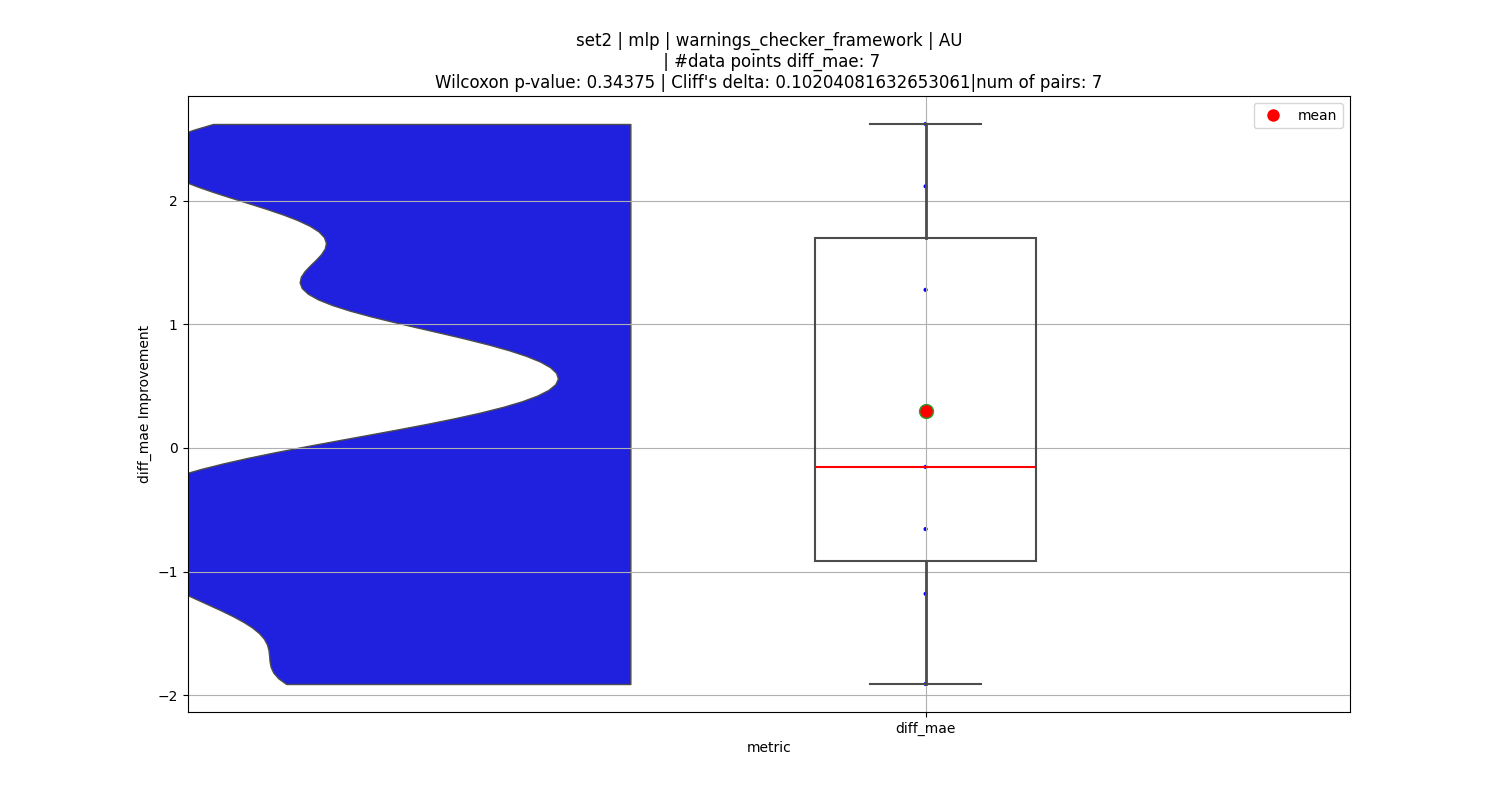 set2 | mlp | warnings_checker_framework | AU
| #data points diff_mae: 7
Wilcoxon p-value: 0.34375 | Cliff's delta: 0.10204081632653061|num of pairs: 7
mean
2
1
0
−1
−2
diff_mae Improvement
diff_mae
metric